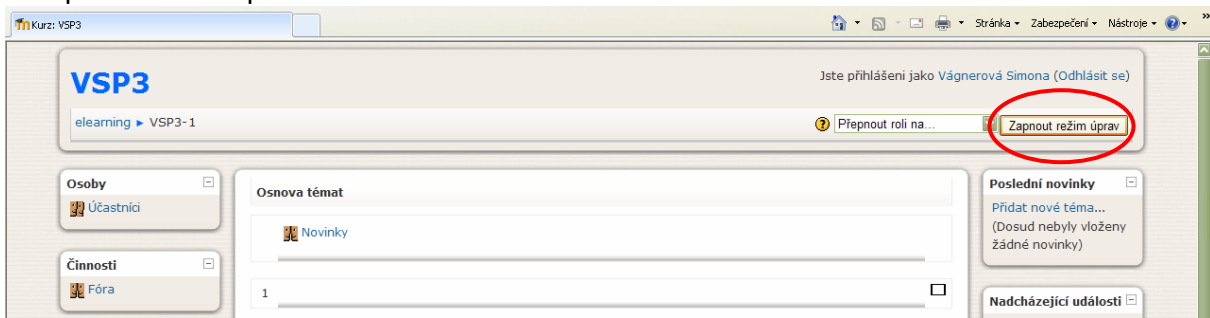 Kurz: VSP3
Stránka Zabezpečení Nástroje
VSP3
Jste přihlášeni jako Vágnerová Simona (Odhlásit se)
elearning ► VSP3-1
Přepnout roli na...
Zapnout režim úprav
Osoby
Účastníci
Činnosti
Fóra
Osnova témat
Novinky
1
Poslední novinky
Přidat nové téma...
(Dosud nebyly vloženy
žádné novinky)
Nadcházející události